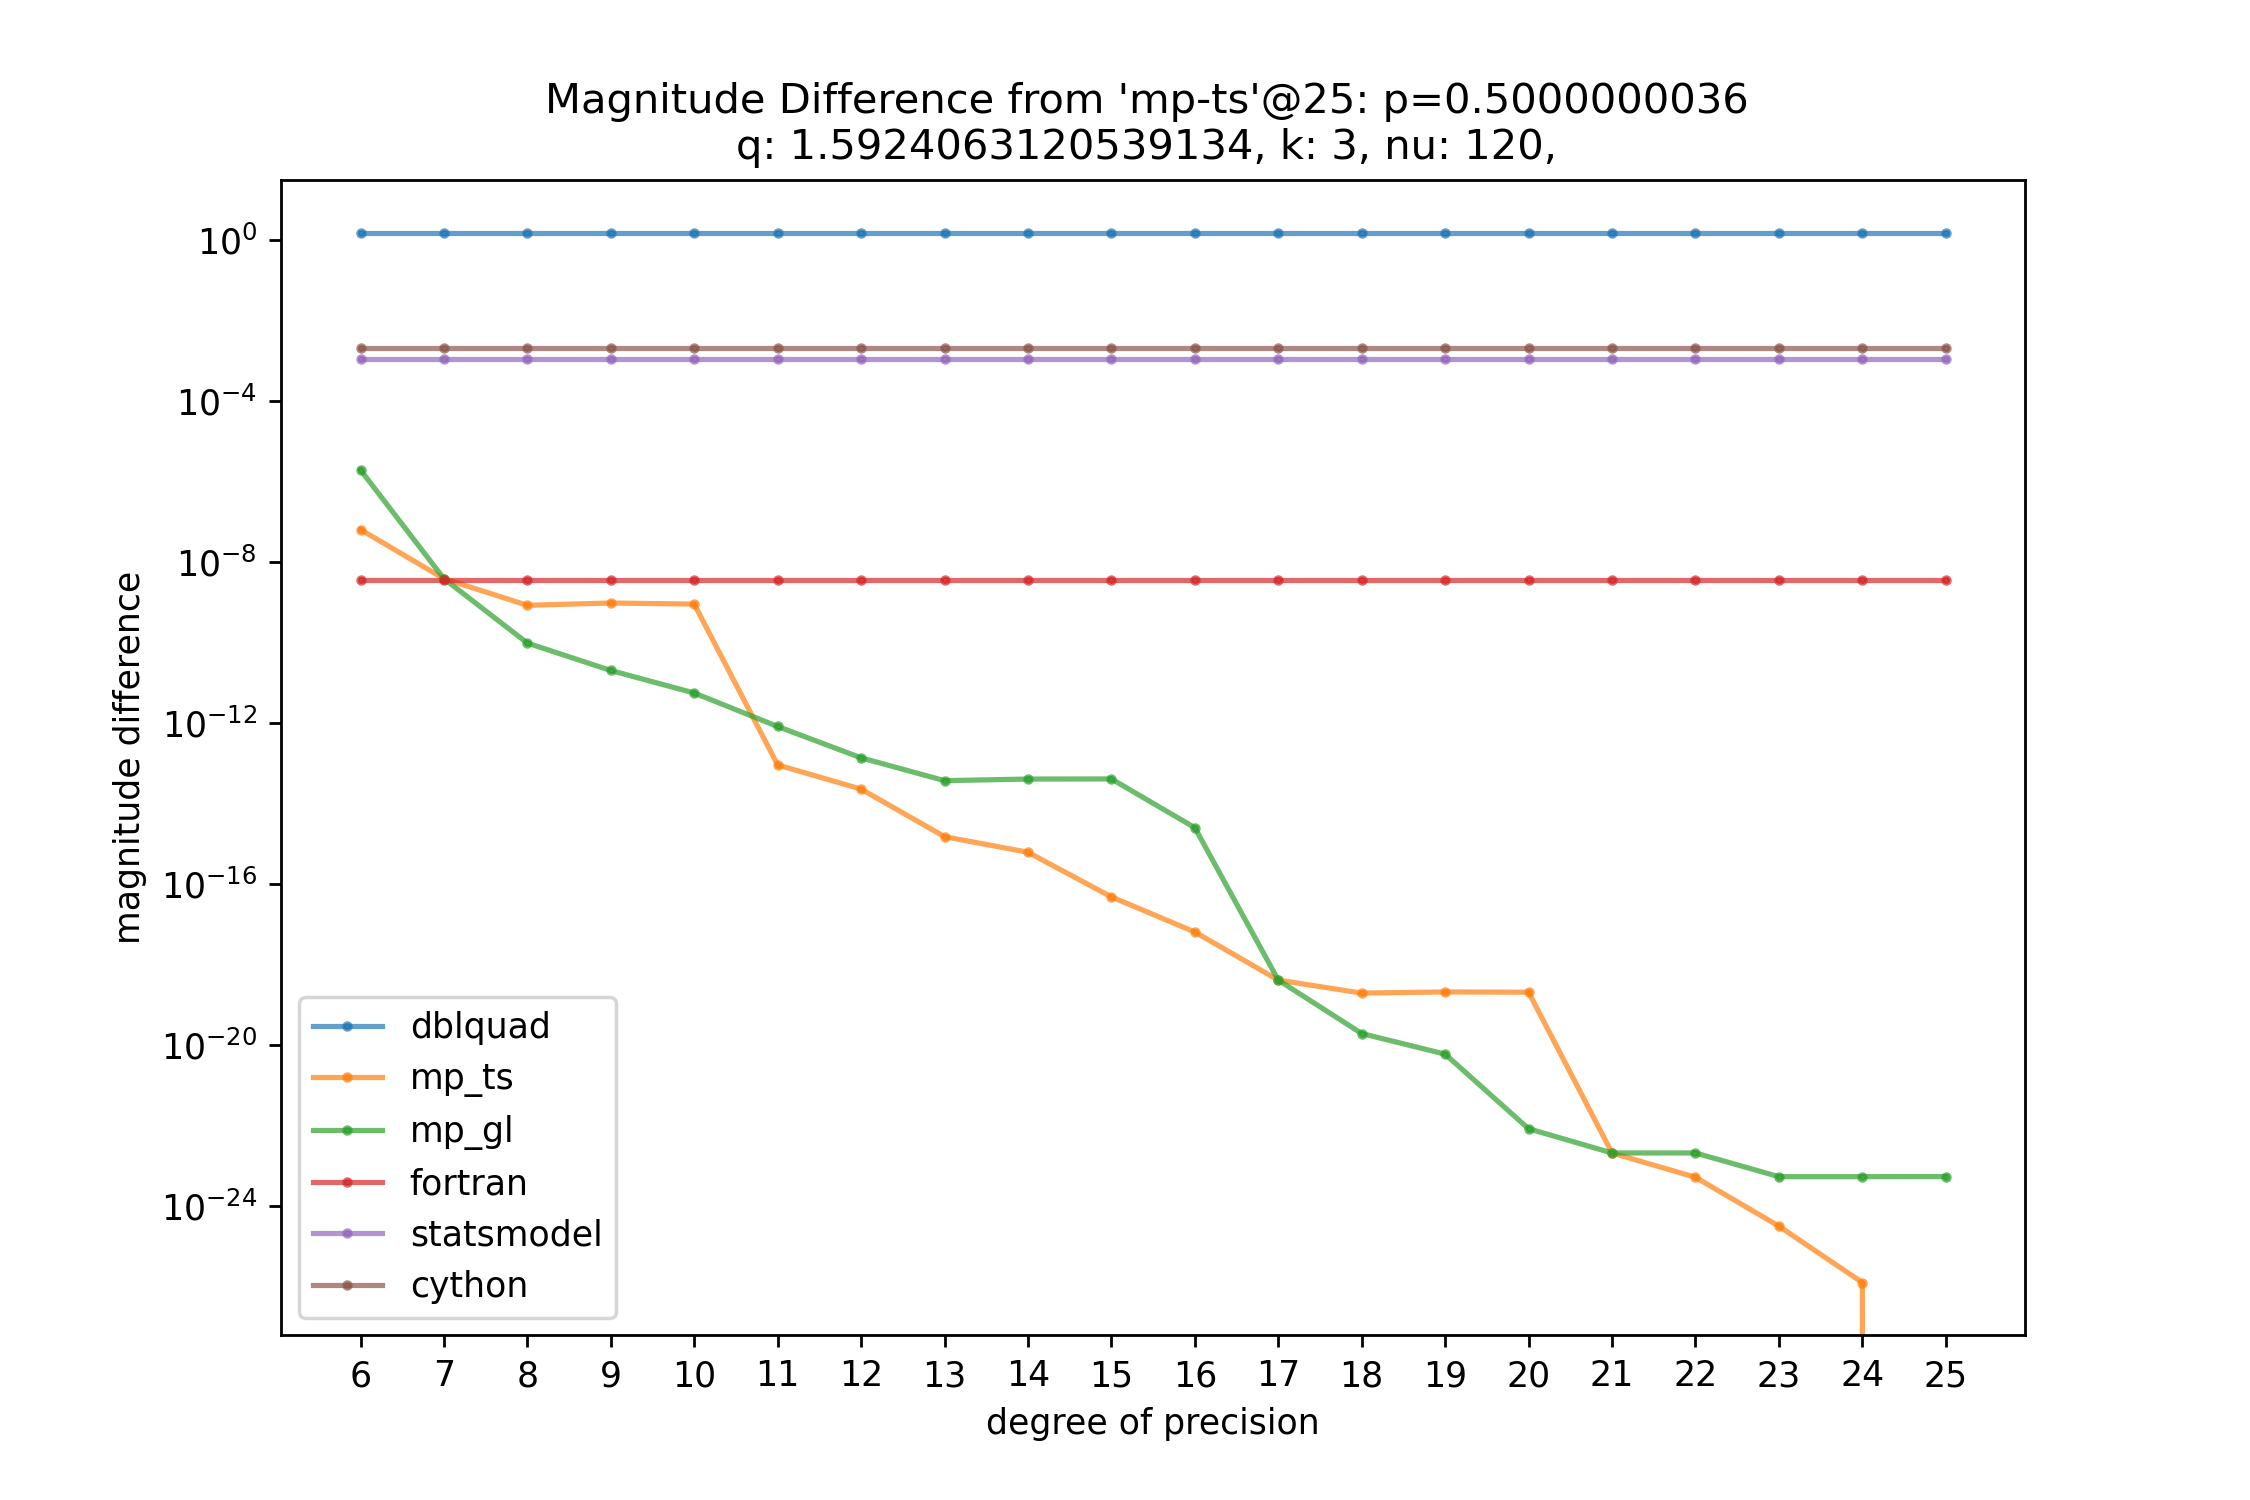 Magnitude Difference from 'mp-ts'@25: p=0.5000000036
q: 1.5924063120539134, k: 3, nu: 120,
magnitude difference
10⁰
10⁻⁴
10⁻⁸
10⁻¹²
10⁻¹⁶
10⁻²⁰
10⁻²⁴
dblquad
mp_ts
mp_gl
fortran
statsmodel
cython
6 7 8 9 10 11 12 13 14 15 16 17 18 19 20 21 22 23 24 25
degree of precision